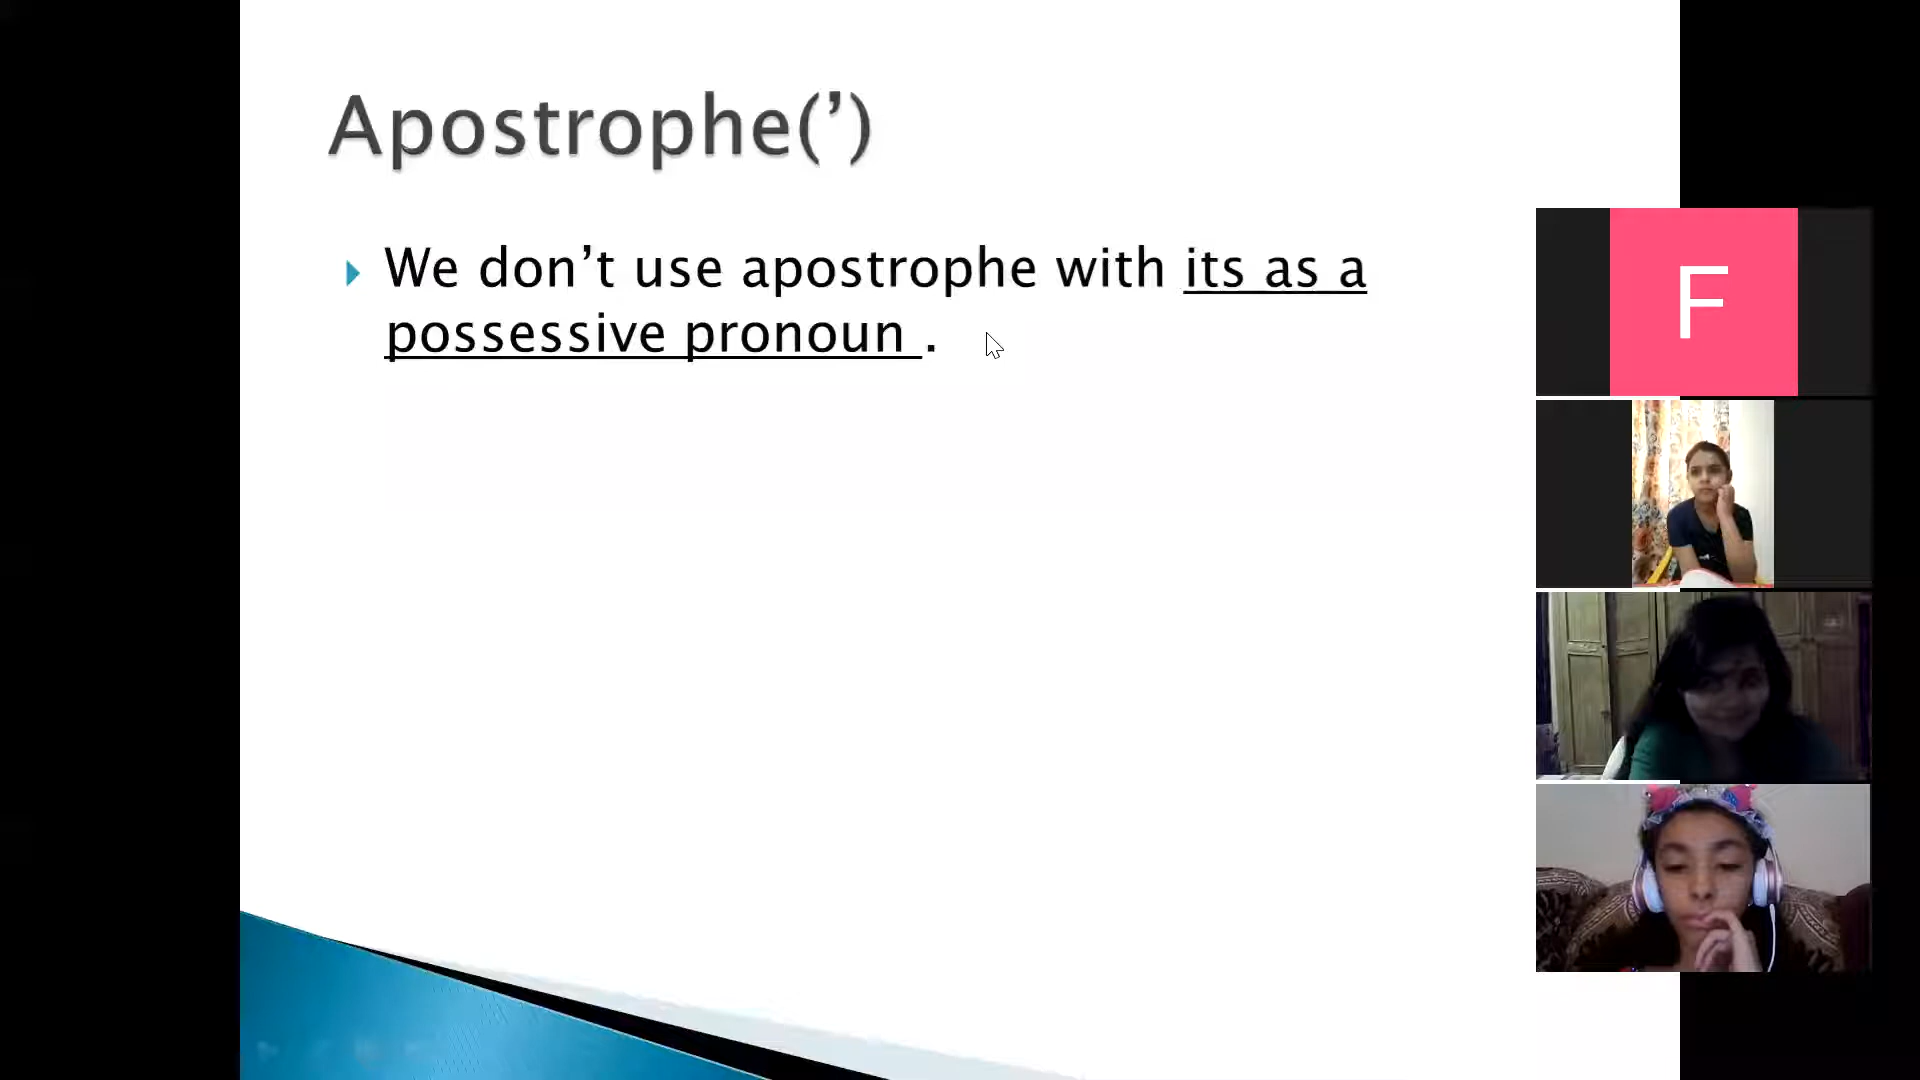 Apostrophe(’)
We don’t use apostrophe with its as a
possessive pronoun .
F